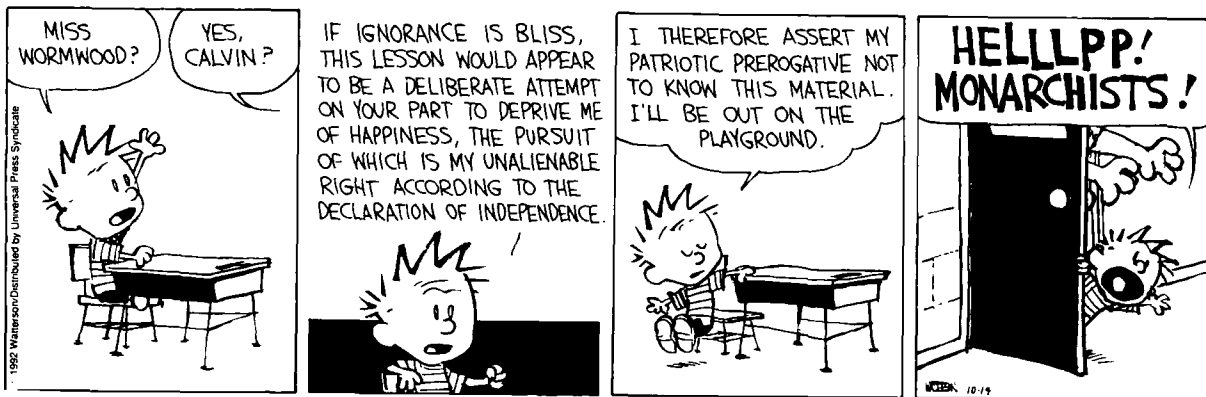 MISS
WORMWOOD?
YES,
CALVIN?
IF IGNORANCE IS BLISS,
THIS LESSON WOULD APPEAR
TO BE A DELIBERATE ATTEMPT
ON YOUR PART TO DEPRIVE ME
OF HAPPINESS, THE PURSUIT
OF WHICH IS MY UNALIENABLE
RIGHT ACCORDING TO THE
DECLARATION OF INDEPENDENCE.
I THEREFORE ASSERT MY
PATRIOTIC PREROGATIVE NOT
TO KNOW THIS MATERIAL.
I'LL BE OUT ON THE
PLAYGROUND.
HELLLPP!
MONARCHISTS!
1992 Watterson/Distributed by Universal Press Syndicate
10-14